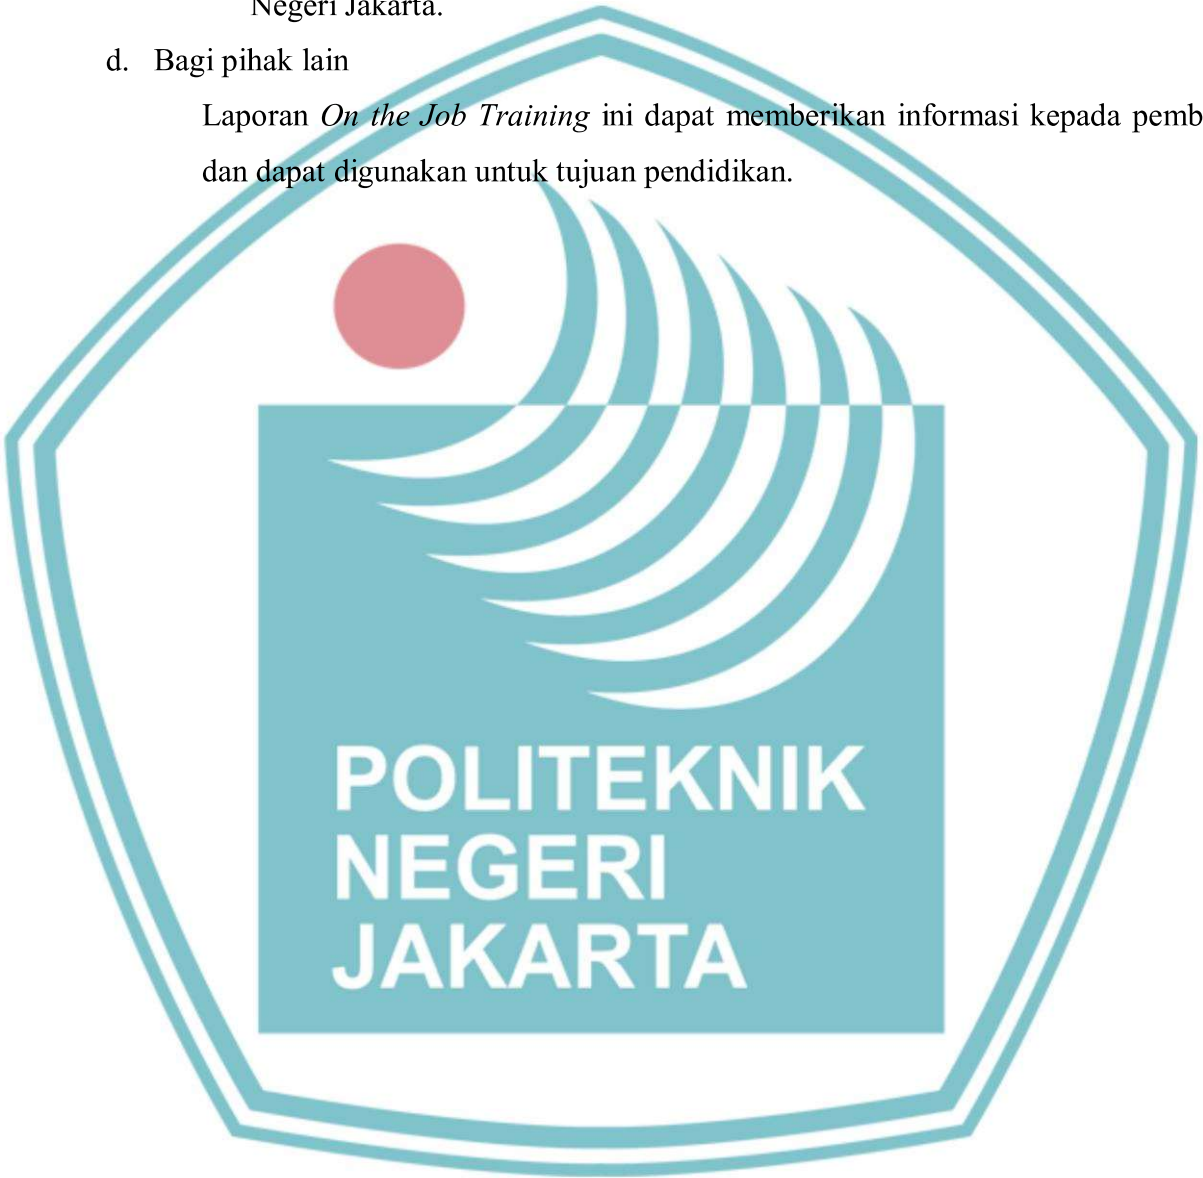 Negeri Jakarta.
d. Bagi pihak lain
Laporan On the Job Training ini dapat memberikan informasi kepada
dan dapat digunakan untuk tujuan pendidikan.
POLITEKNIK
NEGERI
JAKARTA